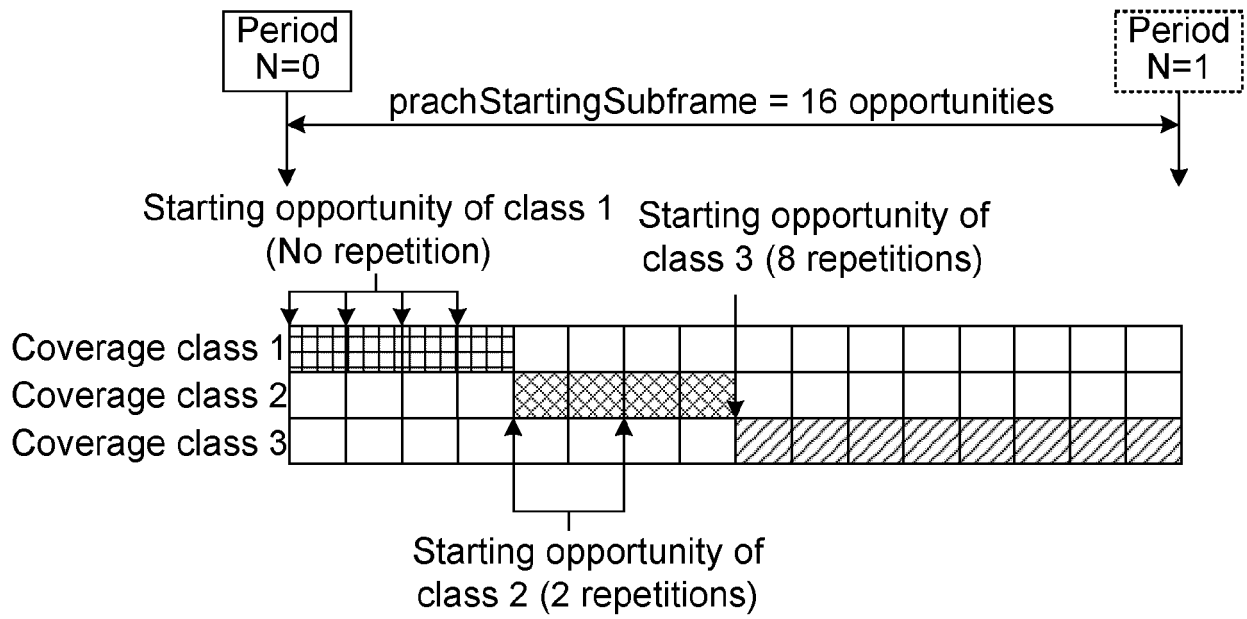 Period
N=0
Period
N=1
prachStartingSubframe = 16 opportunities
Starting opportunity of class 1
(No repetition)
Starting opportunity of
class 3 (8 repetitions)
Coverage class 1
Coverage class 2
Coverage class 3
Starting opportunity of
class 2 (2 repetitions)